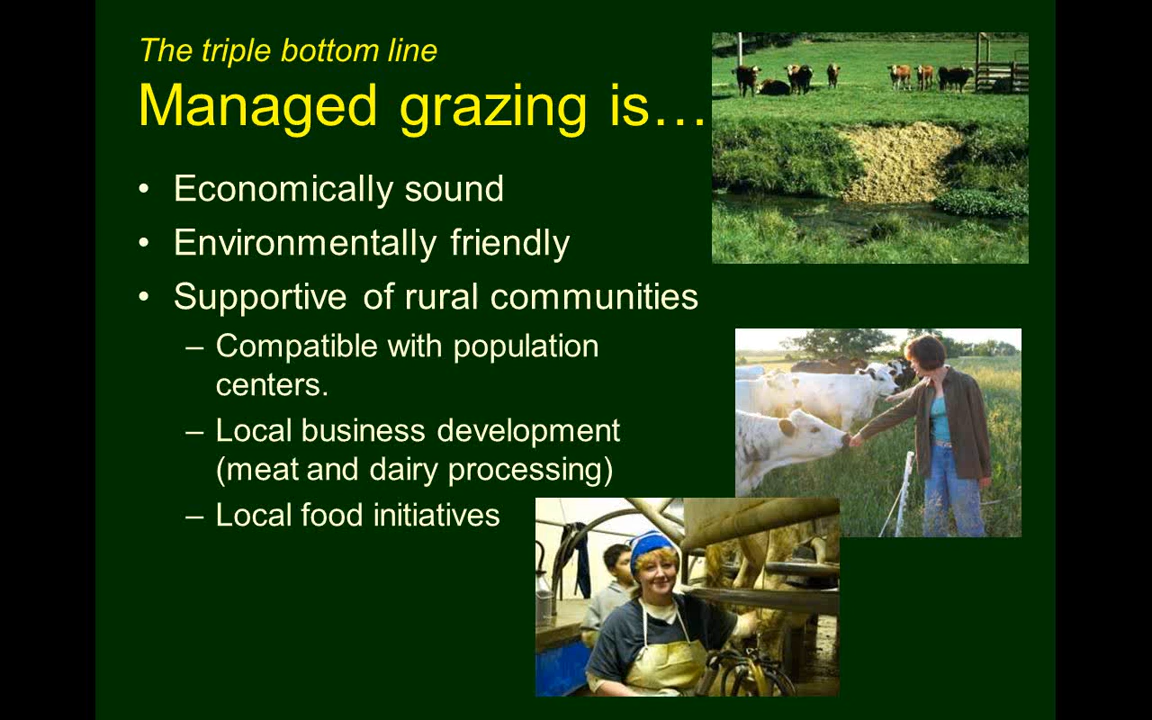 The triple bottom line
Managed grazing is…
• Economically sound
• Environmentally friendly
• Supportive of rural communities
– Compatible with population
centers.
– Local business development
(meat and dairy processing)
– Local food initiatives